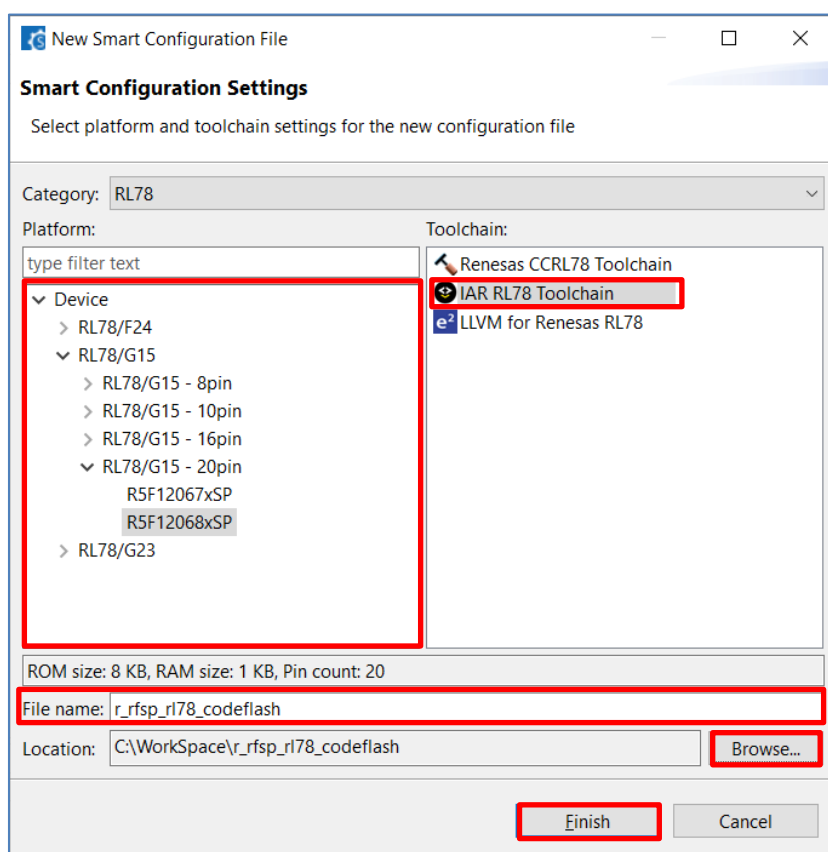 New Smart Configuration File
Smart Configuration Settings
Select platform and toolchain settings for the new configuration file
Category: RL78
Platform:
Toolchain:
type filter text
Device
RL78/F24
RL78/G15
RL78/G15 - 8pin
RL78/G15 - 10pin
RL78/G15 - 16pin
RL78/G15 - 20pin
R5F12067xSP
R5F12068xSP
RL78/G23
Renesas CCRL78 Toolchain
IAR RL78 Toolchain
e² LLVM for Renesas RL78
ROM size: 8 KB, RAM size: 1 KB, Pin count: 20
File name: r_rfsp_rl78_codeflash
Location: C:\WorkSpace\r_rfsp_rl78_codeflash
Browse...
Finish
Cancel